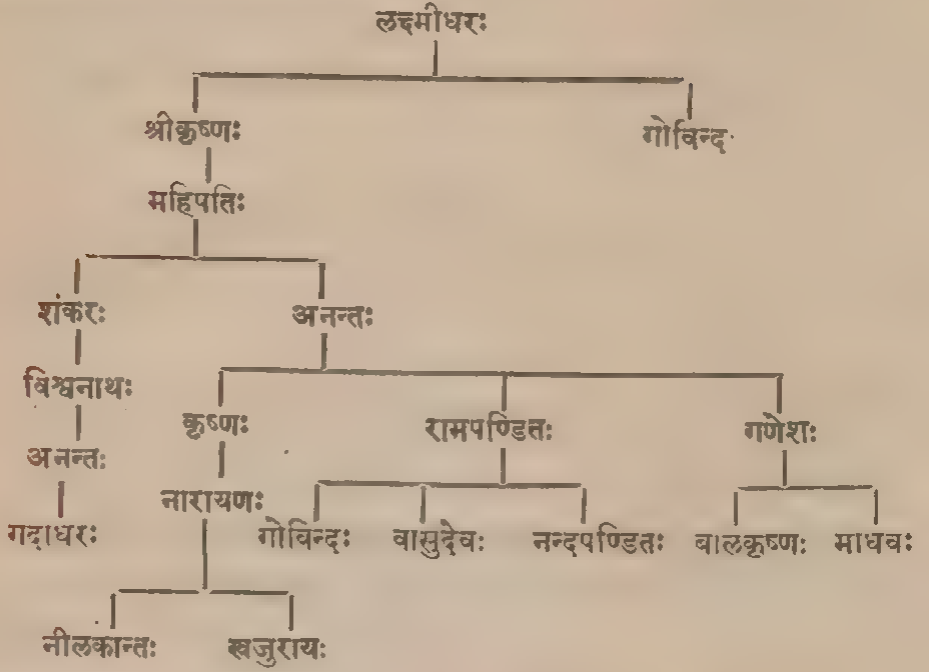 लक्ष्मीधरः
श्रीकृष्णः गोविन्दः
महिपतिः
शंकरः अनन्तः
विश्वनाथः कृष्णः रामपण्डितः गणेशः
अनन्तः नारायणः
गदाधरः गोविन्दः वासुदेवः नन्दपण्डितः बालकृष्णः माधवः
नीलकान्तः खजुरायः